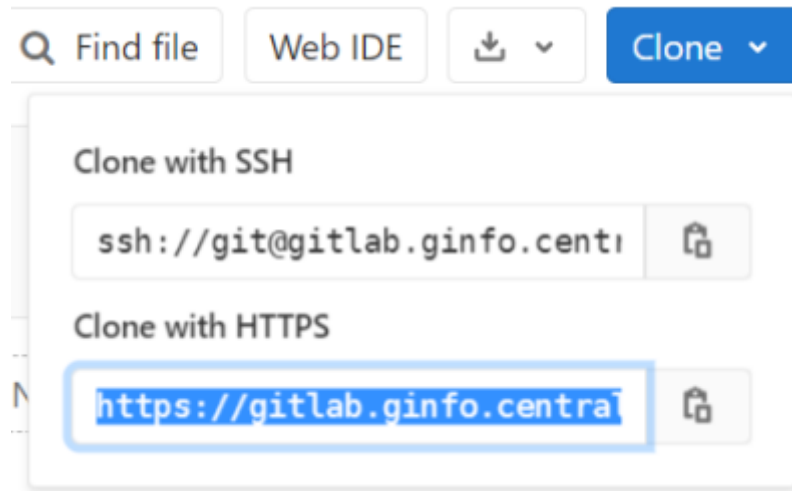 Find file Web IDE Clone
Clone with SSH
ssh://git@gitlab.ginfo.centr
Clone with HTTPS
https://gitlab.ginfo.central